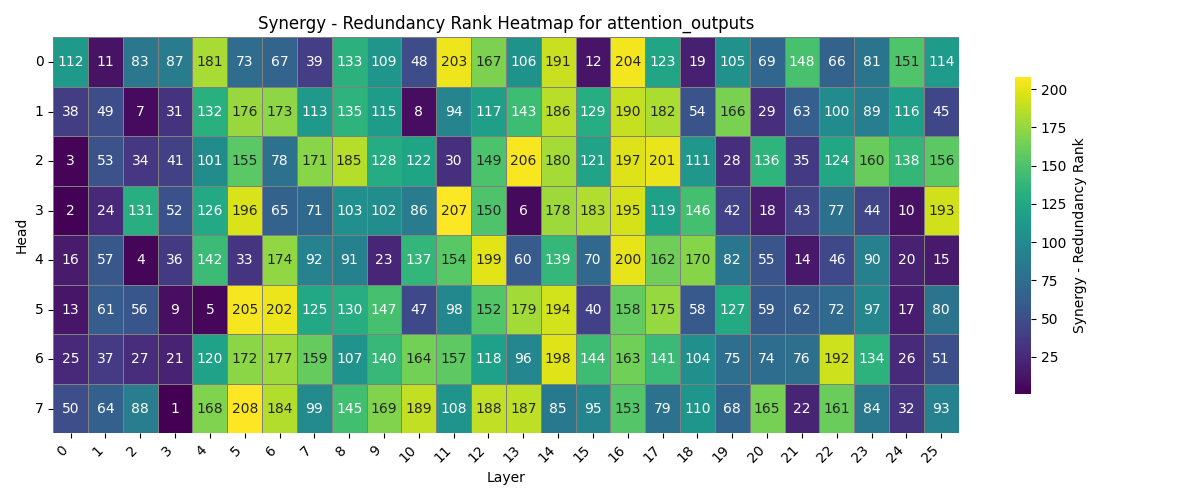 Synergy - Redundancy Rank Heatmap for attention_outputs
0 112 11 83 87 181 73 67 39 133 109 48 203 167 106 191 12 204 123 19 105 69 148 66 81 151 114
1 38 49 7 31 132 176 173 113 135 115 8 94 117 143 186 129 190 182 54 166 29 63 100 89 116 45
2 3 53 34 41 101 155 78 171 185 128 122 30 149 206 180 121 197 201 111 28 136 35 124 160 138 156
3 2 24 131 52 126 196 65 71 103 102 86 207 150 6 178 183 195 119 146 42 18 43 77 44 10 193
4 16 57 4 36 142 33 174 92 91 23 137 154 199 60 139 70 200 162 170 82 55 14 46 90 20 15
5 13 61 56 9 5 205 202 125 130 147 47 98 152 179 194 40 158 175 58 127 59 62 72 97 17 80
6 25 37 27 21 120 172 177 159 107 140 164 157 118 96 198 144 163 141 104 75 74 76 192 134 26 51
7 50 64 88 1 168 208 184 99 145 169 189 108 188 187 85 95 153 79 110 68 165 22 161 84 32 93
0 1 2 3 4 5 6 7 8 9 10 11 12 13 14 15 16 17 18 19 20 21 22 23 24 25
Layer
Head
200
175
150
125
100
75
50
25
Synergy - Redundancy Rank